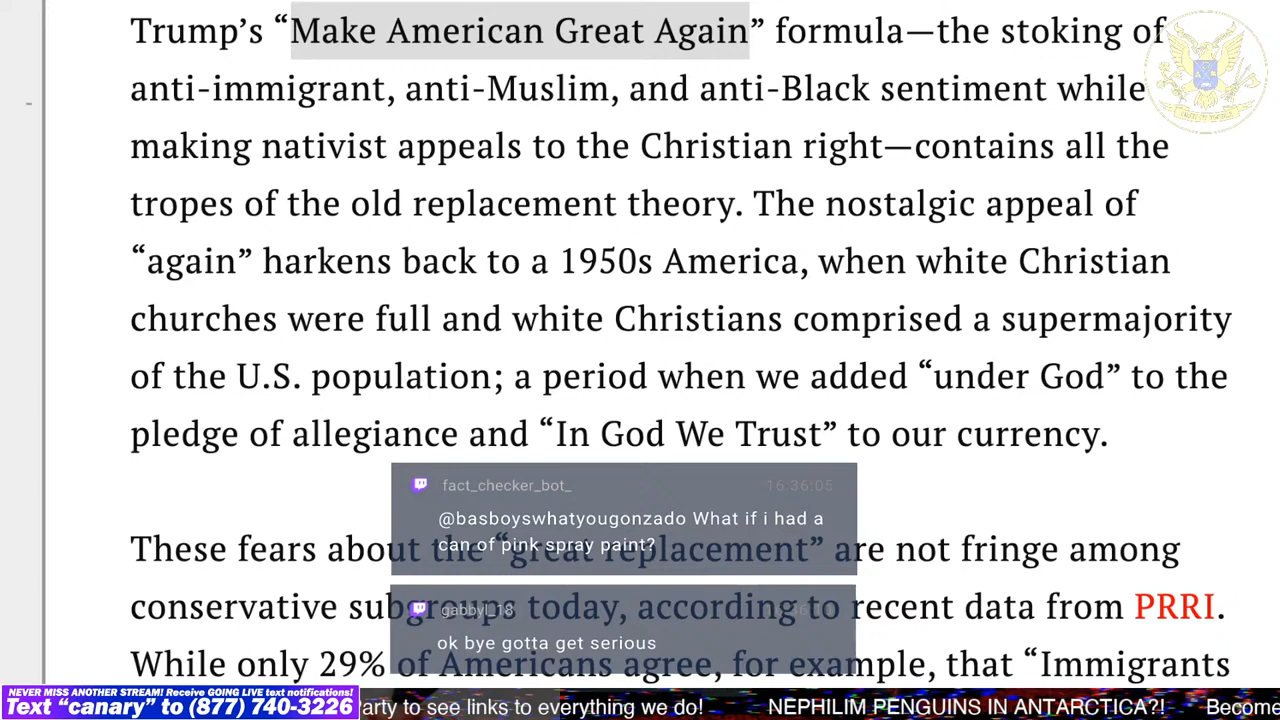 Trump’s “Make American Great Again” formula—the stoking of
anti-immigrant, anti-Muslim, and anti-Black sentiment while
making nativist appeals to the Christian right—contains all the
tropes of the old replacement theory. The nostalgic appeal of
“again” harkens back to a 1950s America, when white Christian
churches were full and white Christians comprised a supermajority
of the U.S. population; a period when we added “under God” to the
pledge of allegiance and “In God We Trust” to our currency.
fact_checker_bot_ 16:36:05
@basboyswhatyougonzado What if i had a
can of pink spray paint?
These fears about the “great replacement” are not fringe among
conservative subgroups today, according to recent data from PRRI.
gabbyl_18
ok bye gotta get serious
While only 29% of Americans agree, for example, that “Immigrants
NEVER MISS ANOTHER STREAM! Receive GOING LIVE text notifications!
Text “canary” to (877) 740-3226
Party to see links to everything we do! NEPHILIM PENGUINS IN ANTARCTICA?! Become